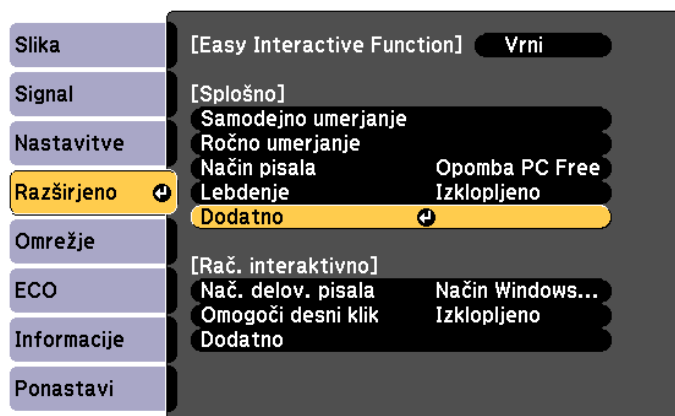 Slika
Signal
Nastavitve
Razširjeno
Omrežje
ECO
Informacije
Ponastavi
[Easy Interactive Function] Vrni
[Splošno]
Samodejno umerjanje
Ročno umerjanje
Način pisala Opomba PC Free
Lebdenje Izklopljeno
Dodatno
[Rač. interaktivno]
Nač. delov. pisala Način Windows...
Omogoči desni klik Izklopljeno
Dodatno